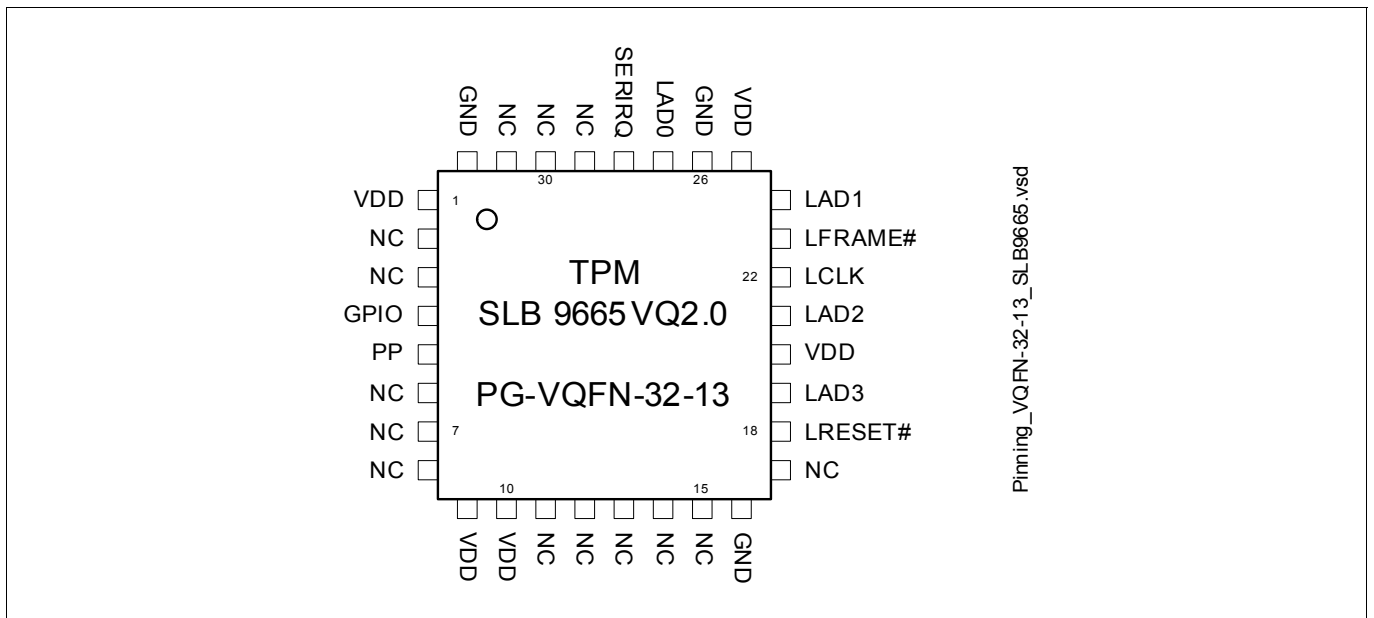 GND
NC
NC
NC
SERIRQ
LAD0
GND
VDD
30
26
VDD
1
LAD1
NC
LFRAME#
NC
TPM
22
LCLK
GPIO
SLB 9665 VQ2.0
LAD2
PP
VDD
NC
PG-VQFN-32-13
LAD3
NC
7
18
LRESET#
NC
NC
10
15
VDD
VDD
NC
NC
NC
NC
NC
GND
Pinning_VQFN-32-13_SLB9665.vsd